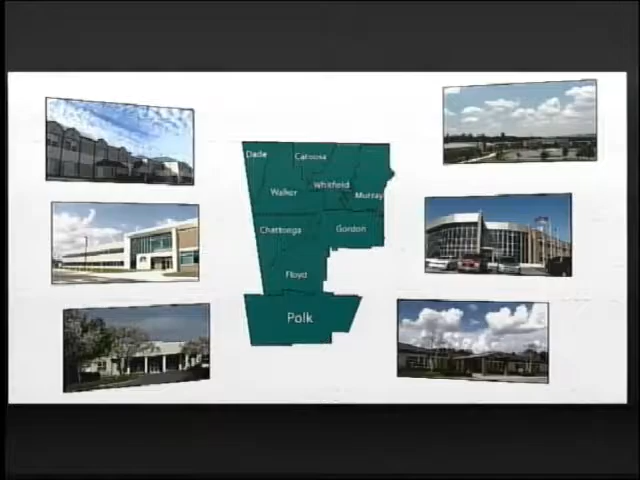 Dade
Catoosa
Walker
Whitfield
Murray
Chattooga
Gordon
Floyd
Polk